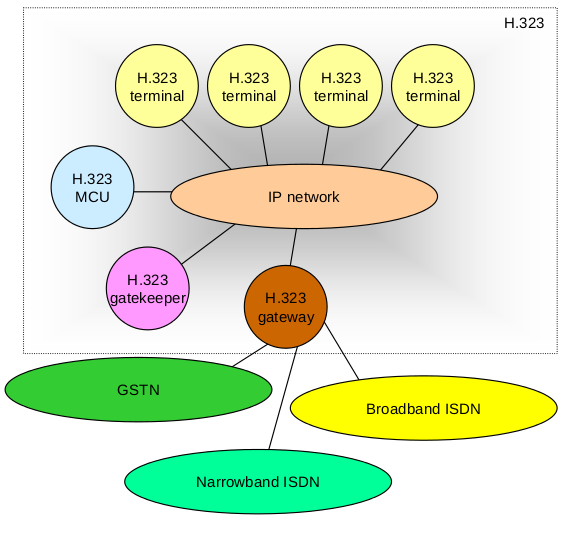 H.323
H.323
terminal
H.323
terminal
H.323
terminal
H.323
terminal
H.323
MCU
IP network
H.323
gatekeeper
H.323
gateway
GSTN
Broadband ISDN
Narrowband ISDN